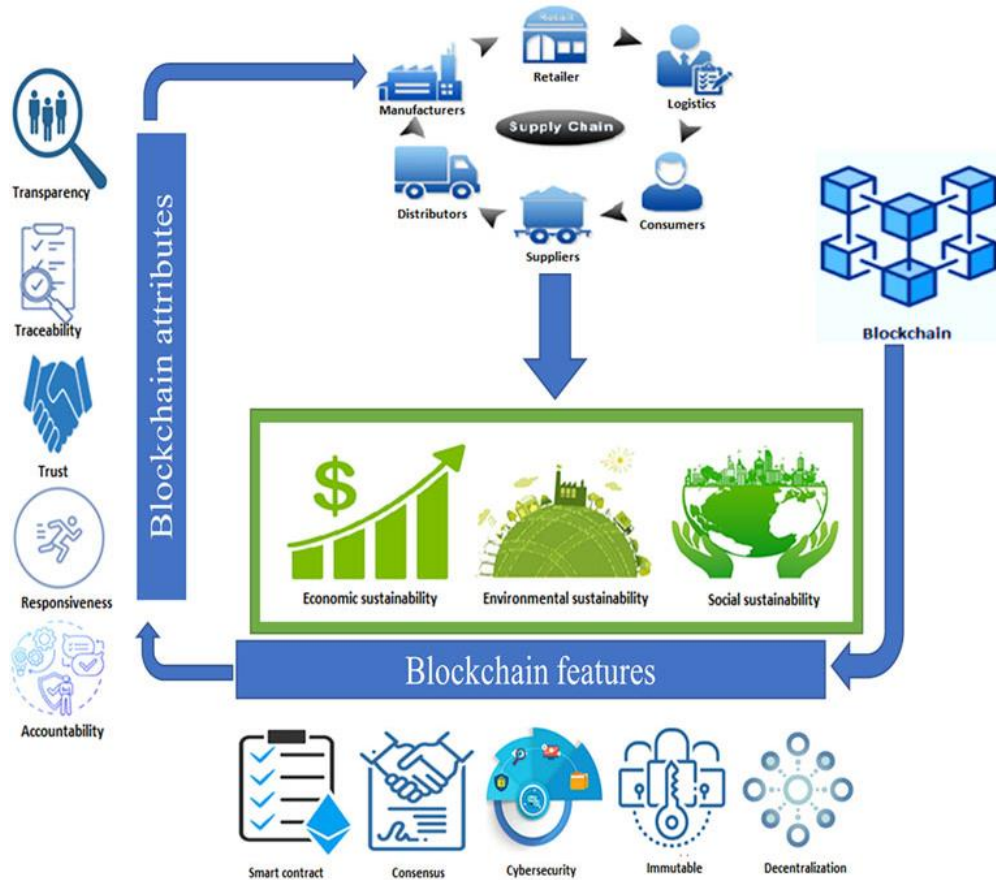 Retail
Retailer
Manufacturers
Logistics
Supply Chain
Distributors
Suppliers
Consumers
Transparency
Traceability
Trust
Responsiveness
Accountability
Blockchain attributes
Blockchain
Economic sustainability
Environmental sustainability
Social sustainability
Blockchain features
Smart contract
Consensus
Cybersecurity
Immutable
Decentralization